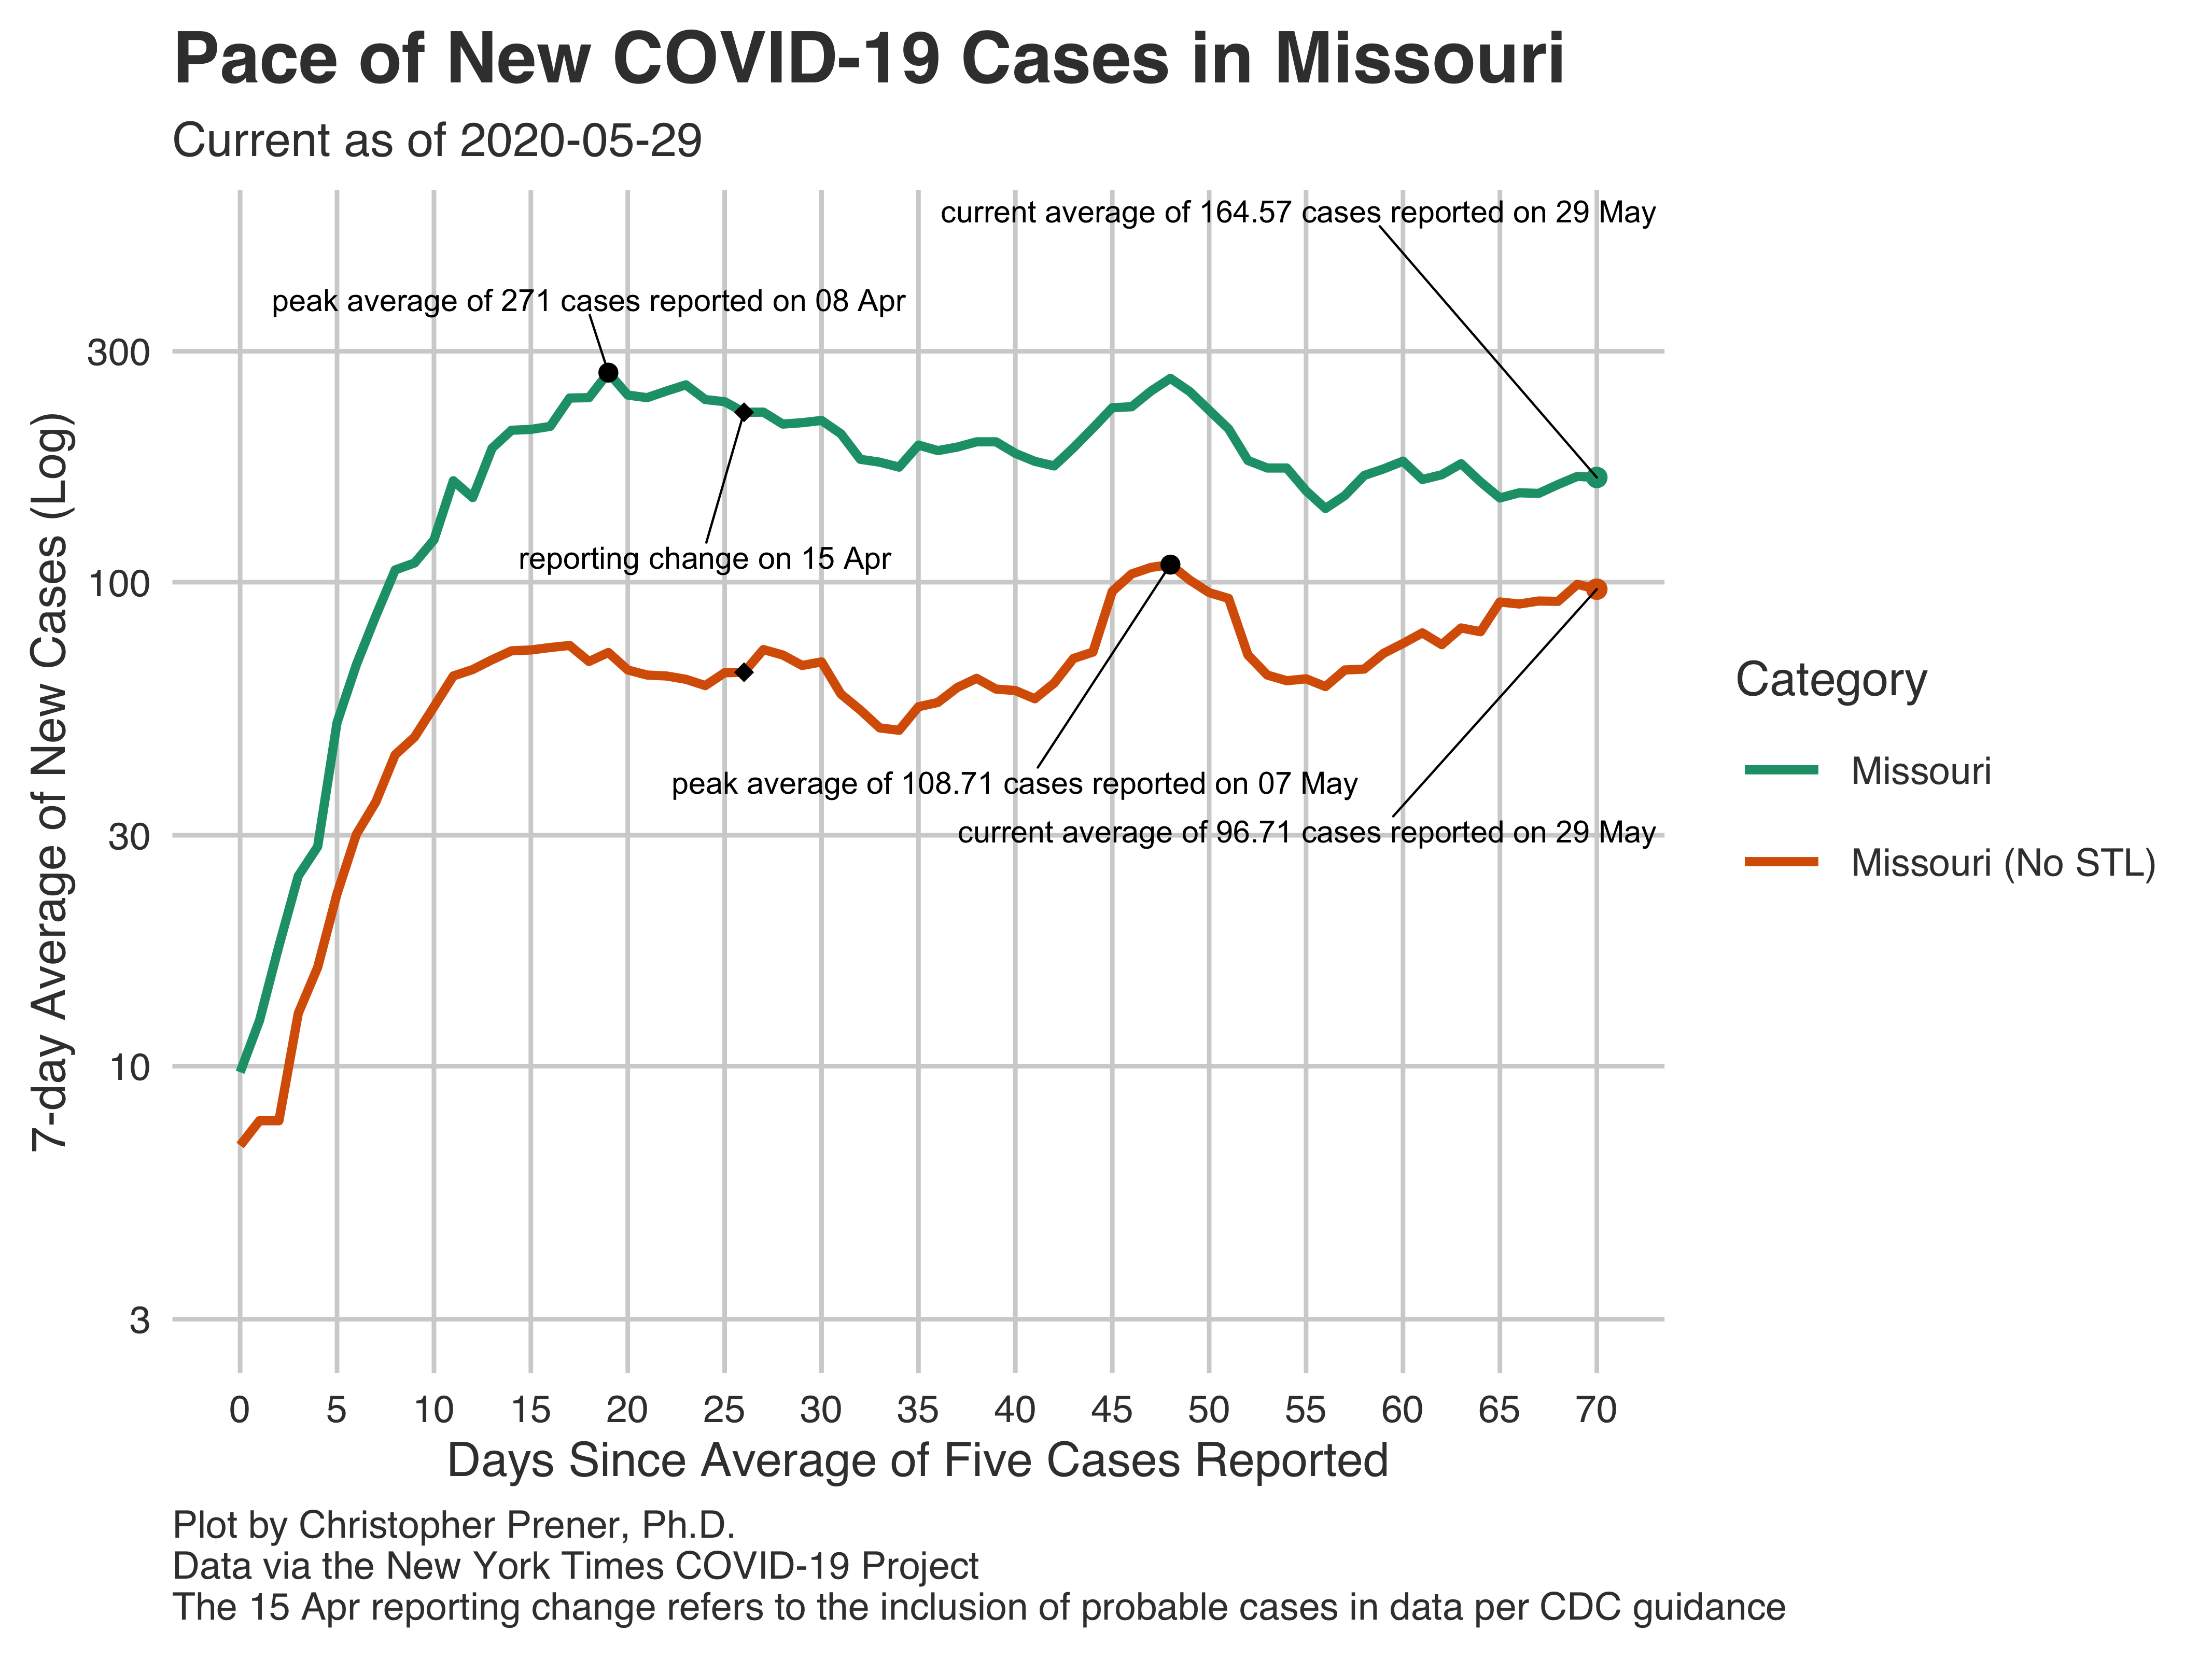 Pace of New COVID-19 Cases in Missouri
Current as of 2020-05-29
current average of 164.57 cases reported on 29 May
peak average of 271 cases reported on 08 Apr
reporting change on 15 Apr
peak average of 108.71 cases reported on 07 May
current average of 96.71 cases reported on 29 May
7-day Average of New Cases (Log)
300
100
30
10
3
0 5 10 15 20 25 30 35 40 45 50 55 60 65 70
Days Since Average of Five Cases Reported
Category
Missouri
Missouri (No STL)
Plot by Christopher Prener, Ph.D.
Data via the New York Times COVID-19 Project
The 15 Apr reporting change refers to the inclusion of probable cases in data per CDC guidance